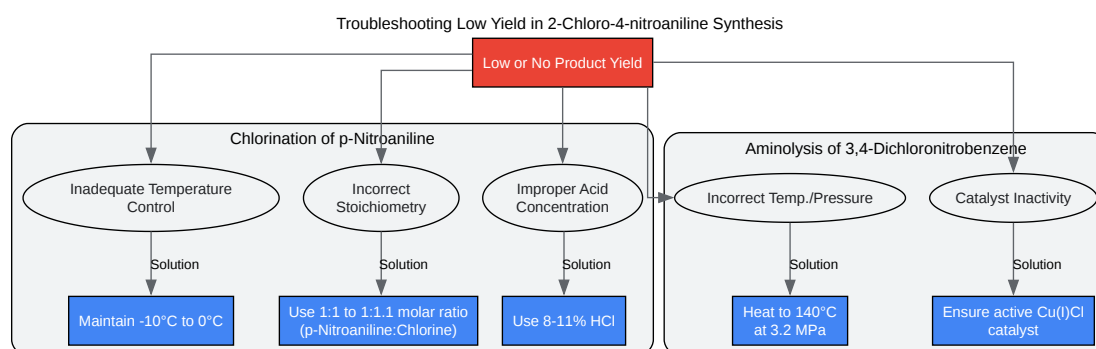 Troubleshooting Low Yield in 2-Chloro-4-nitroaniline Synthesis
Low or No Product Yield
Chlorination of p-Nitroaniline
Inadequate Temperature
Control
Incorrect
Stoichiometry
Improper Acid
Concentration
Solution
Solution
Solution
Maintain -10°C to 0°C
Use 1:1 to 1:1.1 molar ratio
(p-Nitroaniline:Chlorine)
Use 8-11% HCl
Aminolysis of 3,4-Dichloronitrobenzene
Incorrect Temp./Pressure
Catalyst Inactivity
Solution
Solution
Heat to 140°C
at 3.2 MPa
Ensure active Cu(I)Cl
catalyst